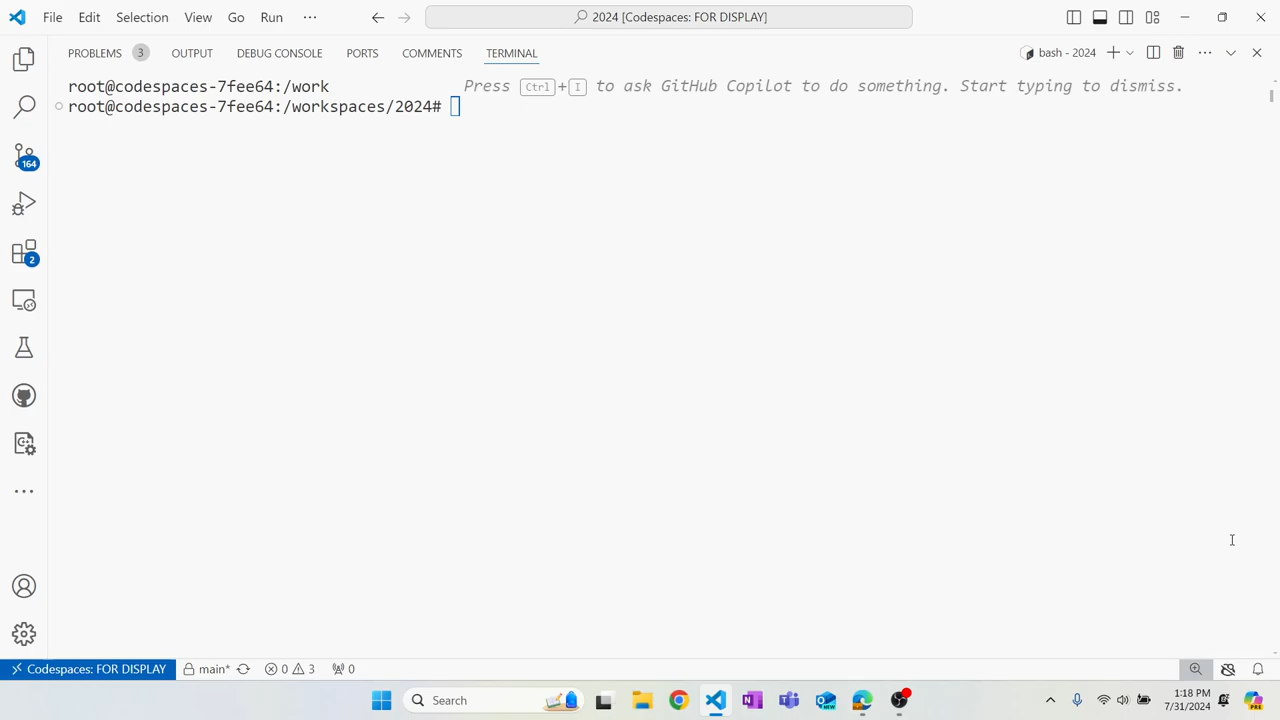 File Edit Selection View Go Run ··· 2024 [Codespaces: FOR DISPLAY]
PROBLEMS 3 OUTPUT DEBUG CONSOLE PORTS COMMENTS TERMINAL bash - 2024
root@codespaces-7fee64:/work Press Ctrl+I to ask GitHub Copilot to do something. Start typing to dismiss.
root@codespaces-7fee64:/workspaces/2024#
164
2
Codespaces: FOR DISPLAY main* 0 3 0
Search NEW PRE
1:18 PM
7/31/2024